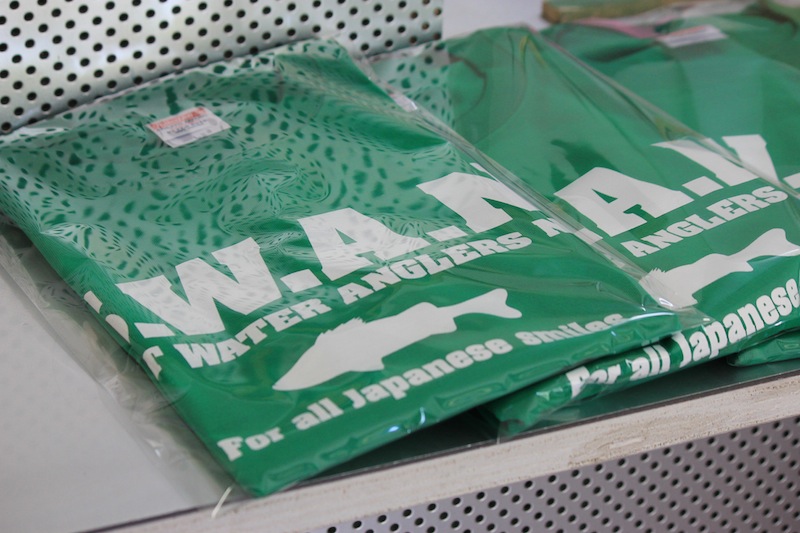 .W.A.N
WATER ANGLERS N
For all Japanese Smiles
.A.N.
ANGLERS
For all Japanese